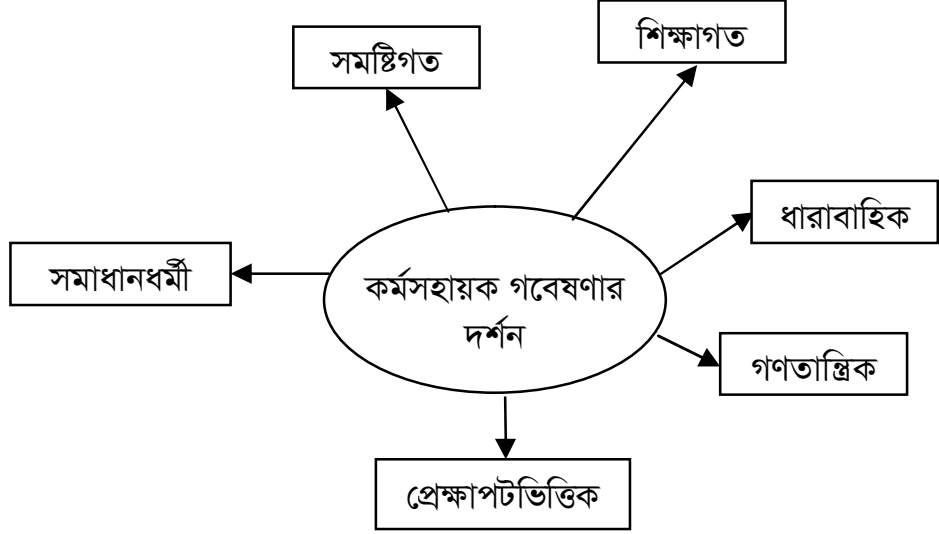 শিক্ষাগত
সমষ্টিগত
ধারাবাহিক
সমাধানধর্মী
কর্মসহায়ক গবেষণার
দর্শন
গণতান্ত্রিক
প্রেক্ষাপটভিত্তিক